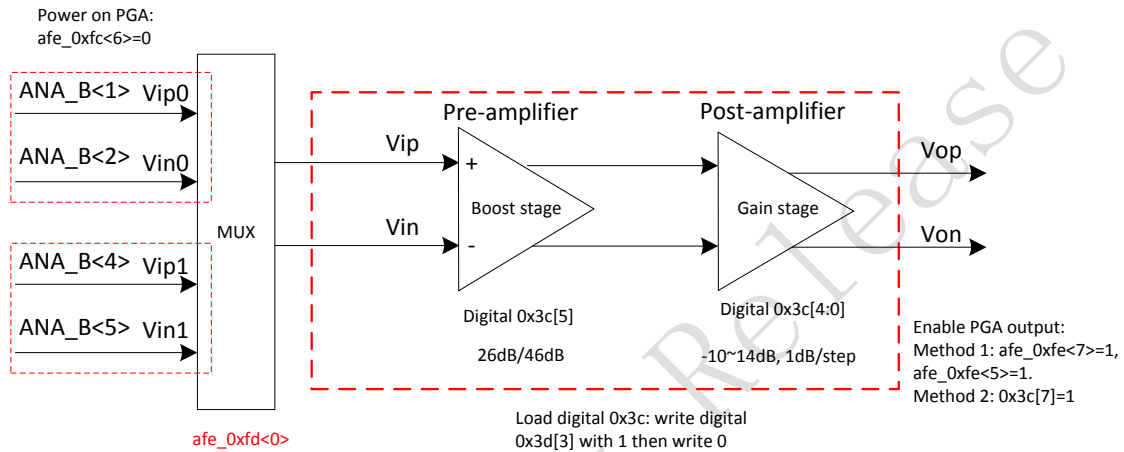 Power on PGA:
afe_0xfc<6>=0
ANA_B<1> Vip0
ANA_B<2> Vin0
ANA_B<4> Vip1
ANA_B<5> Vin1
MUX
afe_0xfd<0>
Vip
Vin
Pre-amplifier
+
Boost stage
-
Digital 0x3c[5]
26dB/46dB
Post-amplifier
Gain stage
Digital 0x3c[4:0]
-10~14dB, 1dB/step
Vop
Von
Enable PGA output:
Method 1: afe_0xfe<7>=1,
afe_0xfe<5>=1.
Method 2: 0x3c[7]=1
Load digital 0x3c: write digital
0x3d[3] with 1 then write 0
Release